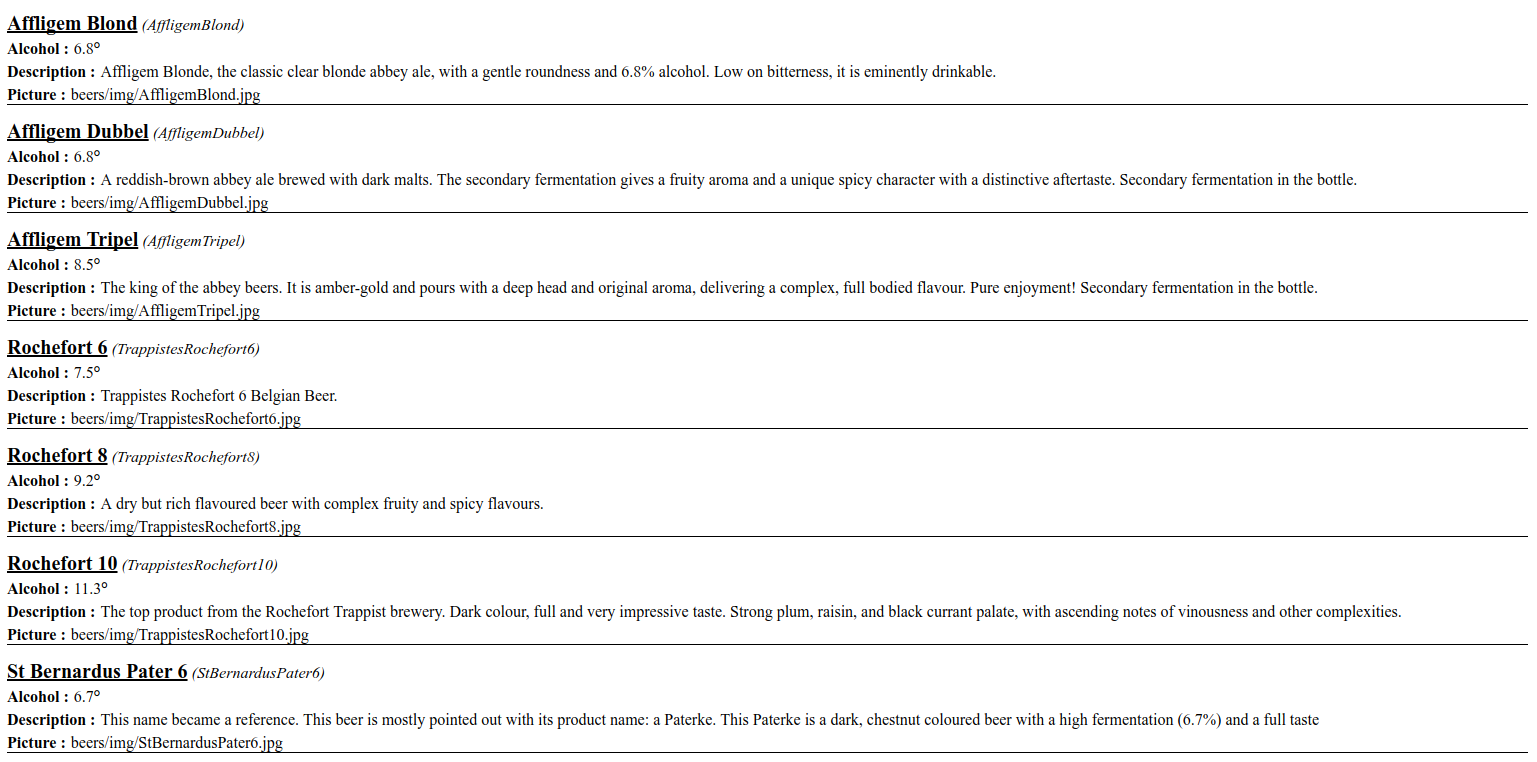 Affligem Blond (AffligemBlond)
Alcohol : 6.8°
Description : Affligem Blonde, the classic clear blonde abbey ale, with a gentle roundness and 6.8% alcohol. Low on bitterness, it is eminently drinkable.
Picture : beers/img/AffligemBlond.jpg
Affligem Dubbel (AffligemDubbel)
Alcohol : 6.8°
Description : A reddish-brown abbey ale brewed with dark malts. The secondary fermentation gives a fruity aroma and a unique spicy character with a distinctive aftertaste. Secondary fermentation in the bottle.
Picture : beers/img/AffligemDubbel.jpg
Affligem Tripel (AffligemTripel)
Alcohol : 8.5°
Description : The king of the abbey beers. It is amber-gold and pours with a deep head and original aroma, delivering a complex, full bodied flavour. Pure enjoyment! Secondary fermentation in the bottle.
Picture : beers/img/AffligemTripel.jpg
Rochefort 6 (TrappistesRochefort6)
Alcohol : 7.5°
Description : Trappistes Rochefort 6 Belgian Beer.
Picture : beers/img/TrappistesRochefort6.jpg
Rochefort 8 (TrappistesRochefort8)
Alcohol : 9.2°
Description : A dry but rich flavoured beer with complex fruity and spicy flavours.
Picture : beers/img/TrappistesRochefort8.jpg
Rochefort 10 (TrappistesRochefort10)
Alcohol : 11.3°
Description : The top product from the Rochefort Trappist brewery. Dark colour, full and very impressive taste. Strong plum, raisin, and black currant palate, with ascending notes of vinousness and other complexities.
Picture : beers/img/TrappistesRochefort10.jpg
St Bernardus Pater 6 (StBernardusPater6)
Alcohol : 6.7°
Description : This name became a reference. This beer is mostly pointed out with its product name: a Paterke. This Paterke is a dark, chestnut coloured beer with a high fermentation (6.7%) and a full taste
Picture : beers/img/StBernardusPater6.jpg